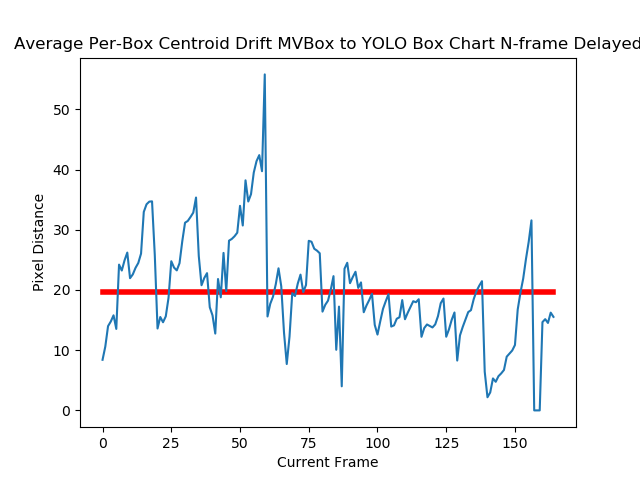 Average Per-Box Centroid Drift MVBox to YOLO Box Chart N-frame Delayed
50
40
30
20
10
0
Pixel Distance
0 25 50 75 100 125 150
Current Frame